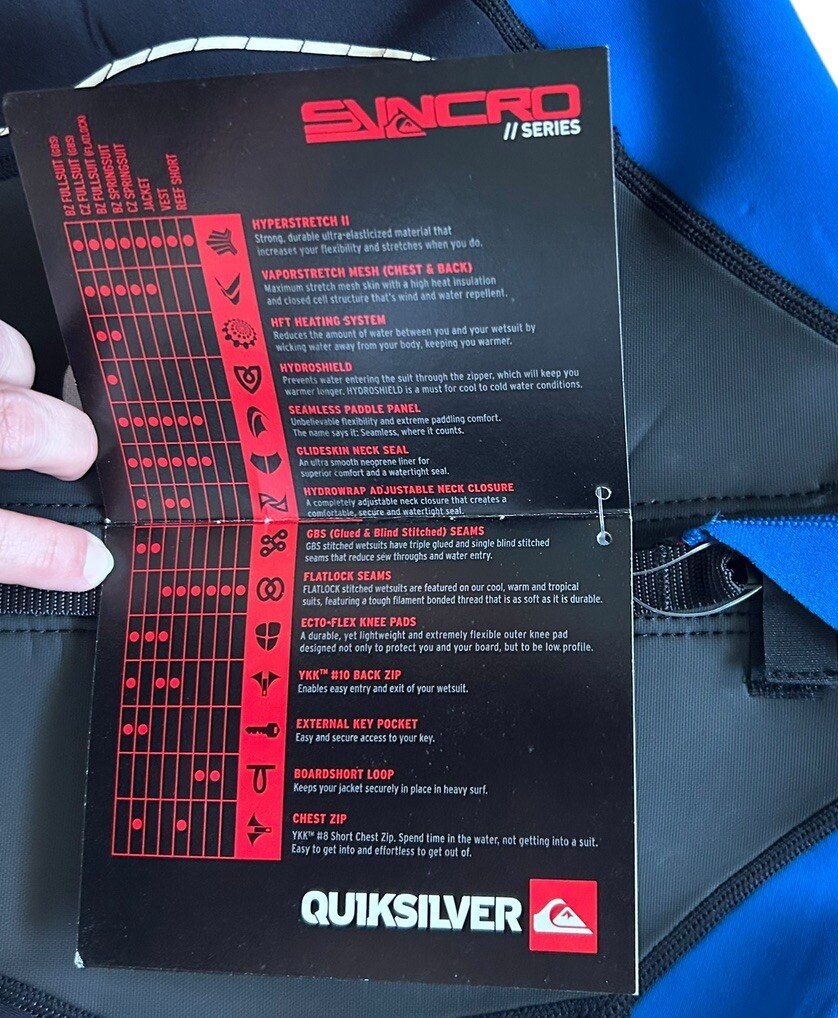 SYNCRO
// SERIES
BZ FULLSUIT (GBS)
CZ FULLSUIT (GBS)
BZ FULLSUIT (FLATLOCK)
BZ SPRINGSUIT
CZ SPRINGSUIT
JACKET
VEST
REEF SHORT
HYPERSTRETCH II
Strong, durable ultra-elasticized material that
increases your flexibility and stretches when you do.
VAPORSTRETCH MESH (CHEST & BACK)
Maximum stretch mesh skin with a high heat insulation
and closed cell structure that's wind and water repellent.
HFT HEATING SYSTEM
Reduces the amount of water between you and your wetsuit by
wicking water away from your body, keeping you warmer.
HYDROSHIELD
Prevents water entering the suit through the zipper, which will keep you
warmer longer. HYDROSHIELD is a must for cool to cold water conditions.
SEAMLESS PADDLE PANEL
Unbelievable flexibility and extreme paddling comfort.
The name says it: Seamless, where it counts.
GLIDESKIN NECK SEAL
An ultra smooth neoprene liner for
superior comfort and a watertight seal.
HYDROWRAP ADJUSTABLE NECK CLOSURE
A completely adjustable neck closure that creates a
comfortable, secure and watertight seal.
GBS (Glued & Blind Stitched) SEAMS
GBS stitched wetsuits have triple glued and single blind stitched
seams that reduce sew throughs and water entry.
FLATLOCK SEAMS
FLATLOCK stitched wetsuits are featured on our cool, warm and tropical
suits, featuring a tough filament bonded thread that is as soft as it is durable.
ECTO-FLEX KNEE PADS
A durable, yet lightweight and extremely flexible outer knee pad
designed not only to protect you and your board, but to be low profile.
YKK™ #10 BACK ZIP
Enables easy entry and exit of your wetsuit.
EXTERNAL KEY POCKET
Easy and secure access to your key.
BOARDSHORT LOOP
Keeps your jacket securely in place in heavy surf.
CHEST ZIP
YKK™ #8 Short Chest Zip. Spend time in the water, not getting into a suit.
Easy to get into and effortless to get out of.
QUIKSILVER